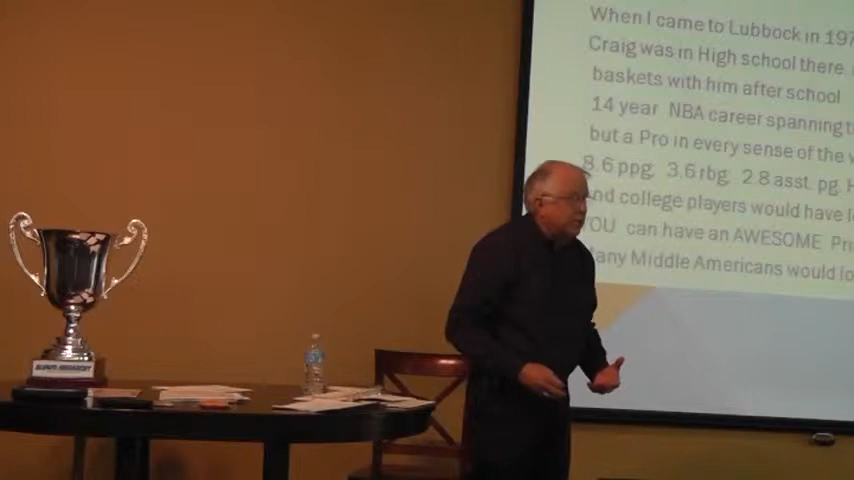 When I came to Lubbock in 197
Craig was in High school there.
baskets with him after school
14 year NBA career spanning
but a Pro in every sense of the
8.6 ppg. 3.6 rbg. 2.8 asst. pg.
and college players would have
YOU can have an AWESOME
Many Middle Americans would